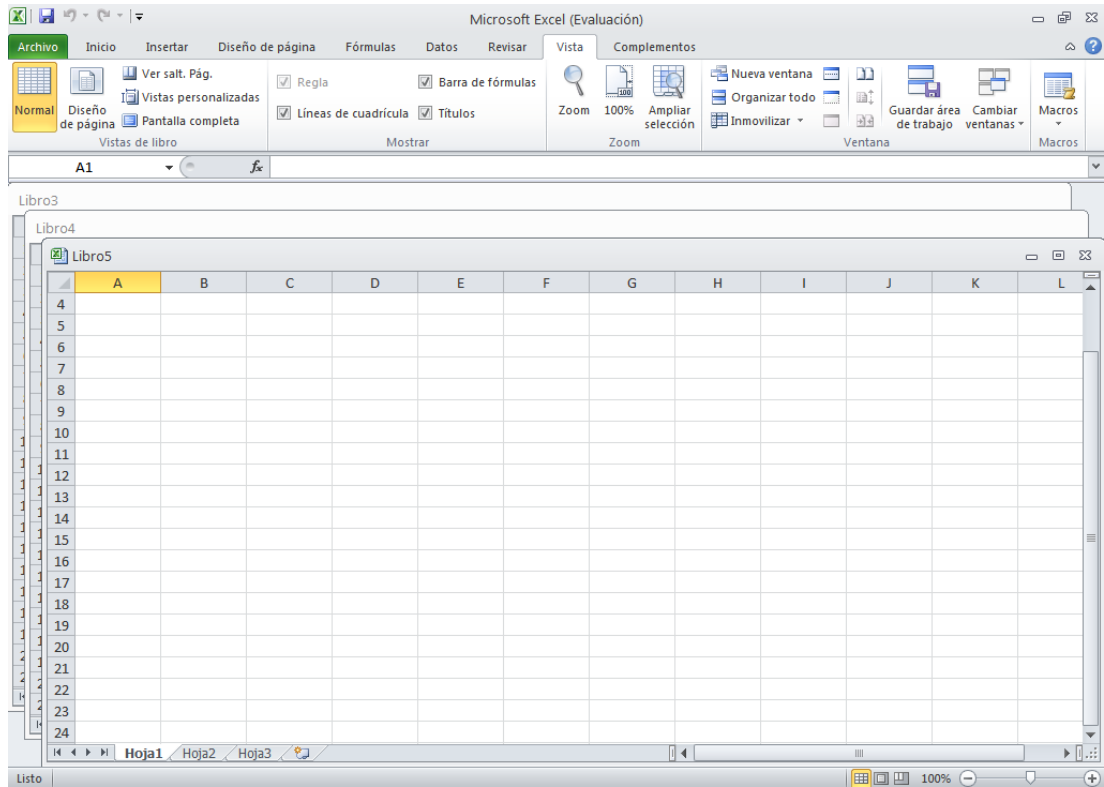 Microsoft Excel (Evaluación)
Archivo Inicio Insertar Diseño de página Fórmulas Datos Revisar Vista Complementos
Normal
Diseño de página
Ver salt. Pág.
Vistas personalizadas
Pantalla completa
Vistas de libro
Regla
Barra de fórmulas
Líneas de cuadrícula
Títulos
Mostrar
Zoom
100%
Ampliar selección
Zoom
Nueva ventana
Organizar todo
Inmovilizar
Guardar área de trabajo
Cambiar ventanas
Ventana
Macros
Macros
A1
fx
Libro3
Libro4
Libro5
A B C D E F G H I J K L
4
5
6
7
8
9
10
11
12
13
14
15
16
17
18
19
20
21
22
23
24
Hoja1 Hoja2 Hoja3
Listo
100%